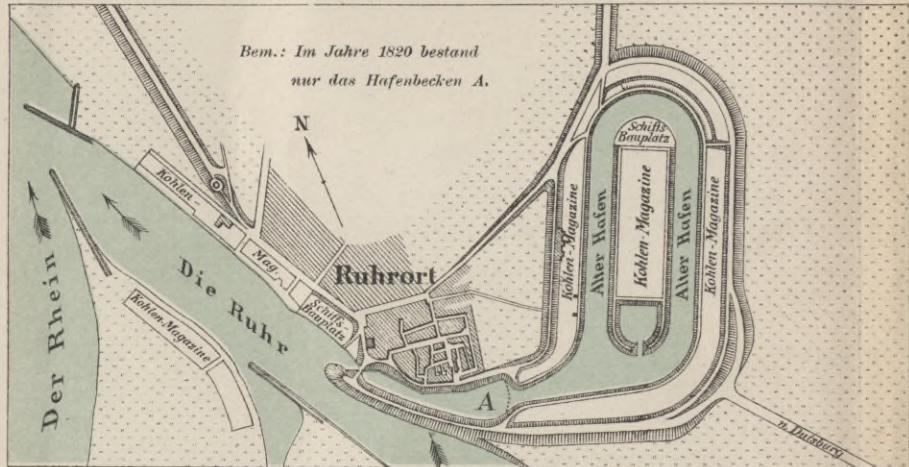 Bem.: Im Jahre 1820 bestand
nur das Hafenbecken A.
N
Schiffs-
Bauplatz
Kohlen-
Mag.
Schiffs-
Bauplatz
Ruhrort
Kohlen-Magazine
Alter Hafen
Kohlen-Magazine
Alter Hafen
Kohlen-Magazine
Der Rhein
Die Ruhr
Kohlen-Magazine
A
n. Duisburg